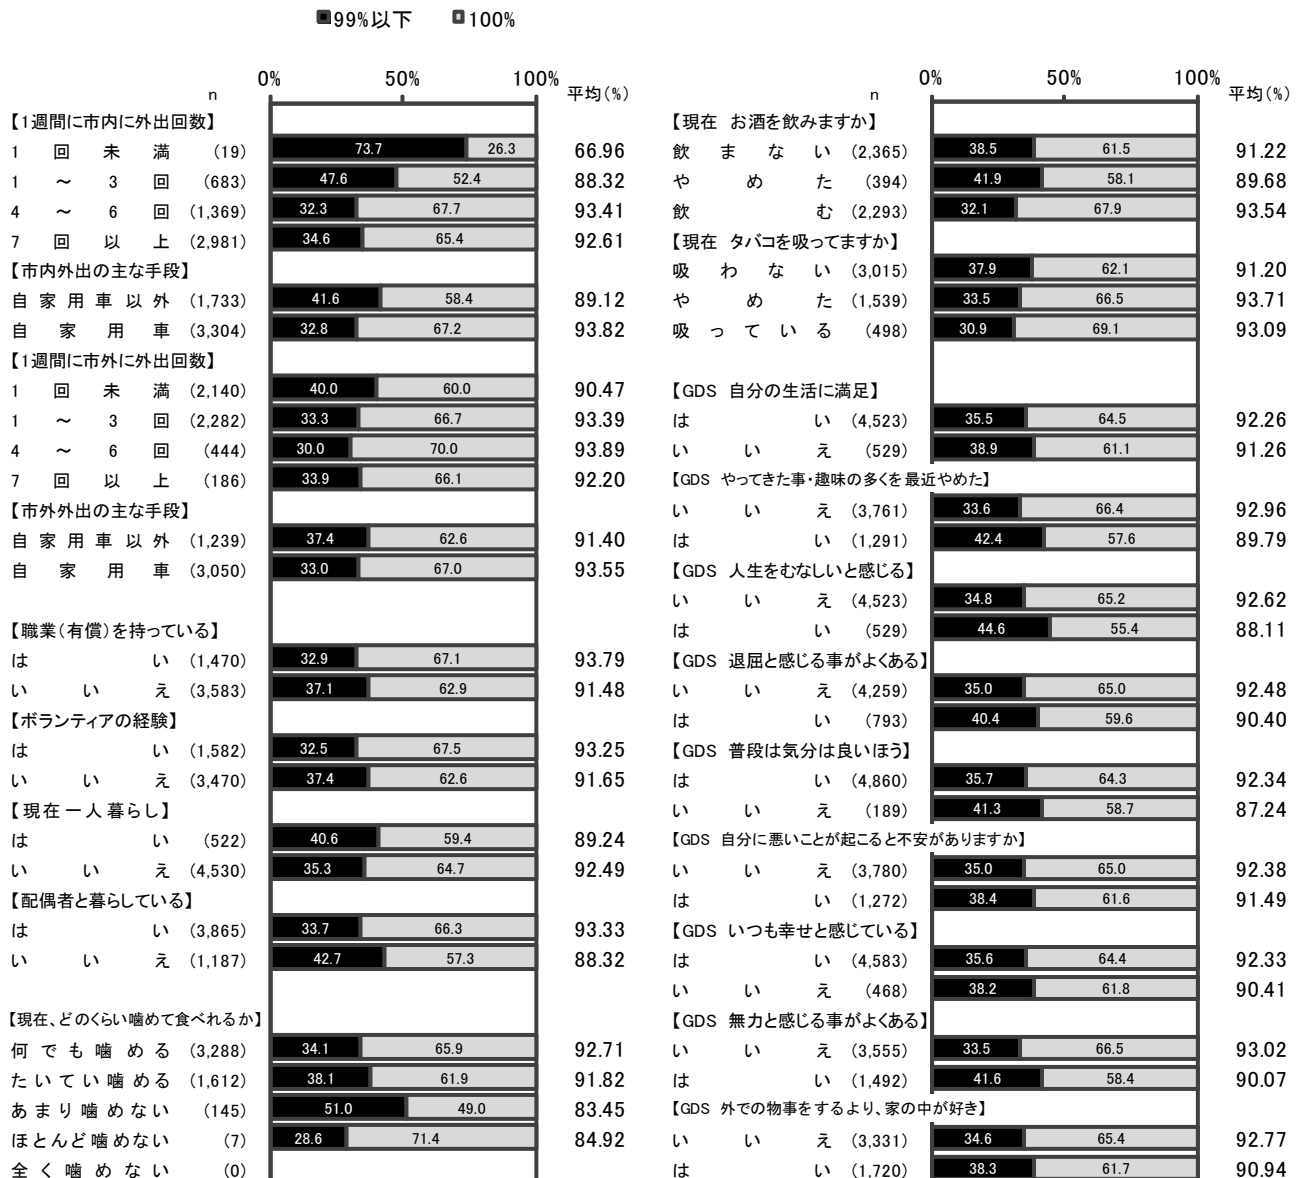 99%以下 100%
0% 50% 100%
n 平均(%)
【1週間に市内に外出回数】
1回未満 (19) 73.7 26.3 66.96
1～3回 (683) 47.6 52.4 88.32
4～6回 (1,369) 32.3 67.7 93.41
7回以上 (2,981) 34.6 65.4 92.61
【市内外出の主な手段】
自家用車以外 (1,733) 41.6 58.4 89.12
自家用車 (3,304) 32.8 67.2 93.82
【1週間に市外に外出回数】
1回未満 (2,140) 40.0 60.0 90.47
1～3回 (2,282) 33.3 66.7 93.39
4～6回 (444) 30.0 70.0 93.89
7回以上 (186) 33.9 66.1 92.20
【市外外出の主な手段】
自家用車以外 (1,239) 37.4 62.6 91.40
自家用車 (3,050) 33.0 67.0 93.55
【職業(有償)を持っている】
はい (1,470) 32.9 67.1 93.79
いいえ (3,583) 37.1 62.9 91.48
【ボランティアの経験】
はい (1,582) 32.5 67.5 93.25
いいえ (3,470) 37.4 62.6 91.65
【現在一人暮らし】
はい (522) 40.6 59.4 89.24
いいえ (4,530) 35.3 64.7 92.49
【配偶者と暮らしている】
はい (3,865) 33.7 66.3 93.33
いいえ (1,187) 42.7 57.3 88.32
【現在、どのくらい噛めて食べれるか】
何でも噛める (3,288) 34.1 65.9 92.71
たいてい噛める (1,612) 38.1 61.9 91.82
あまり噛めない (145) 51.0 49.0 83.45
ほとんど噛めない (7) 28.6 71.4 84.92
全く噛めない (0)
0% 50% 100%
n 平均(%)
【現在 お酒を飲みますか】
飲まない (2,365) 38.5 61.5 91.22
やめた (394) 41.9 58.1 89.68
飲む (2,293) 32.1 67.9 93.54
【現在 タバコを吸ってますか】
吸わない (3,015) 37.9 62.1 91.20
やめた (1,539) 33.5 66.5 93.71
吸っている (498) 30.9 69.1 93.09
【GDS 自分の生活に満足】
はい (4,523) 35.5 64.5 92.26
いいえ (529) 38.9 61.1 91.26
【GDS やってきた事・趣味の多くを最近やめた】
いいえ (3,761) 33.6 66.4 92.96
はい (1,291) 42.4 57.6 89.79
【GDS 人生をむなしいと感じる】
いいえ (4,523) 34.8 65.2 92.62
はい (529) 44.6 55.4 88.11
【GDS 退屈と感じる事がよくある】
いいえ (4,259) 35.0 65.0 92.48
はい (793) 40.4 59.6 90.40
【GDS 普段は気分は良いほう】
はい (4,860) 35.7 64.3 92.34
いいえ (189) 41.3 58.7 87.24
【GDS 自分に悪いことが起こると不安がありますか】
いいえ (3,780) 35.0 65.0 92.38
はい (1,272) 38.4 61.6 91.49
【GDS いつも幸せと感じている】
はい (4,583) 35.6 64.4 92.33
いいえ (468) 38.2 61.8 90.41
【GDS 無力と感じる事がよくある】
いいえ (3,555) 33.5 66.5 93.02
はい (1,492) 41.6 58.4 90.07
【GDS 外での物事をするより、家の中が好き】
いいえ (3,331) 34.6 65.4 92.77
はい (1,720) 38.3 61.7 90.94